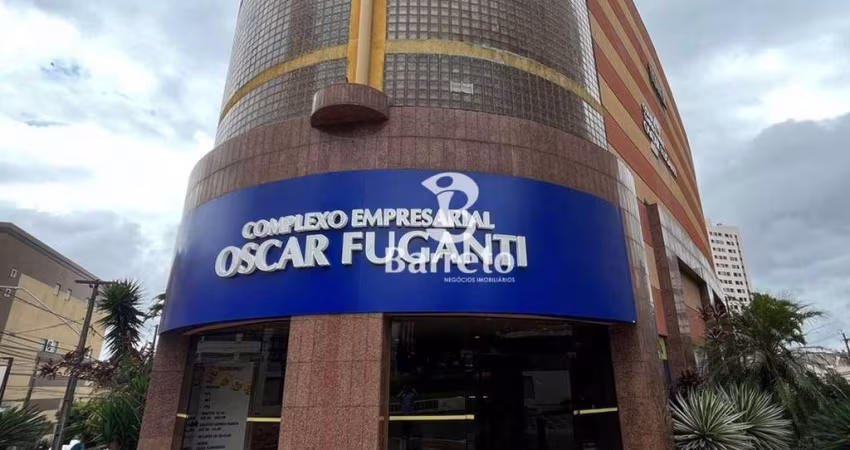 COMPLEXO EMPRESARIAL
OSCAR FUGANTI
B
Barreto
NEGÓCIOS IMOBILIÁRIOS